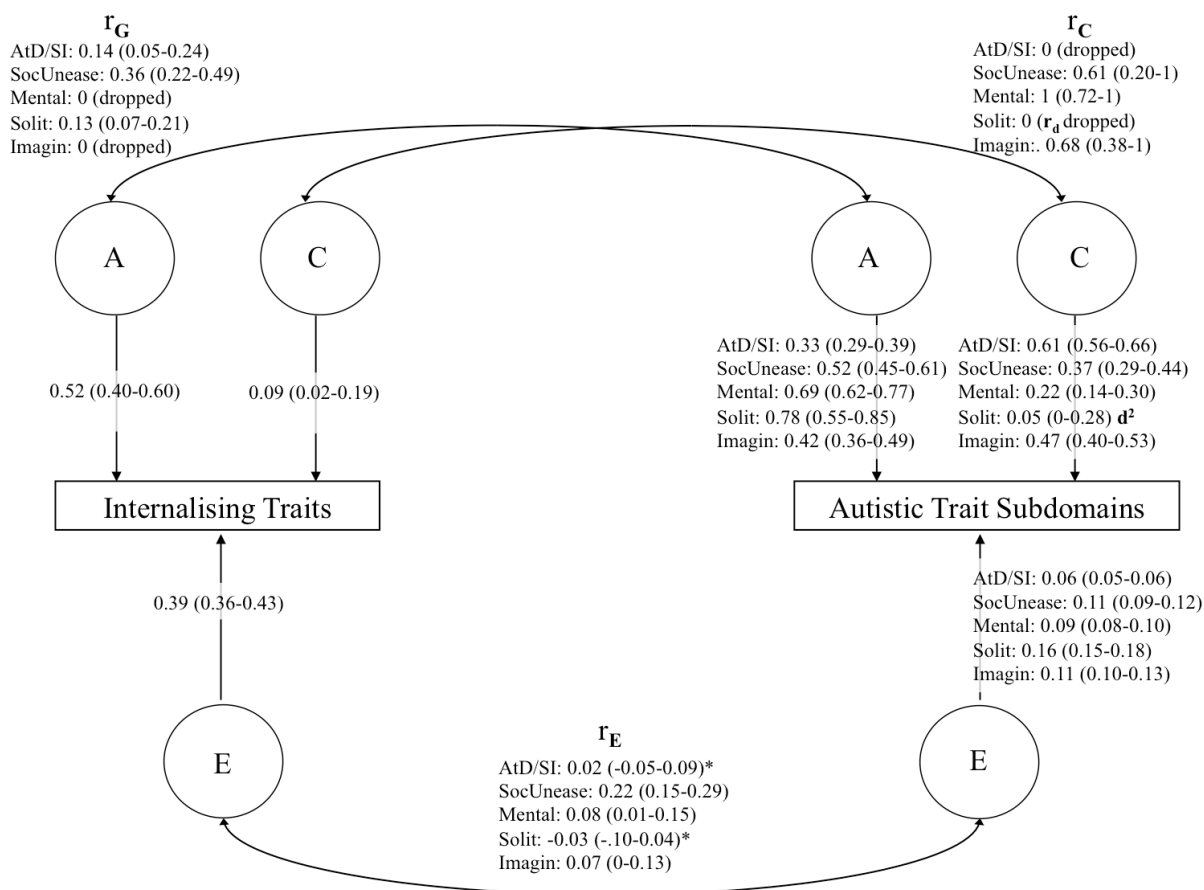 r_G
AtD/SI: 0.14 (0.05-0.24)
SocUnease: 0.36 (0.22-0.49)
Mental: 0 (dropped)
Solit: 0.13 (0.07-0.21)
Imagin: 0 (dropped)
r_C
AtD/SI: 0 (dropped)
SocUnease: 0.61 (0.20-1)
Mental: 1 (0.72-1)
Solit: 0 (r_d dropped)
Imagin:. 0.68 (0.38-1)
A
C
A
C
0.52 (0.40-0.60)
0.09 (0.02-0.19)
AtD/SI: 0.33 (0.29-0.39)
SocUnease: 0.52 (0.45-0.61)
Mental: 0.69 (0.62-0.77)
Solit: 0.78 (0.55-0.85)
Imagin: 0.42 (0.36-0.49)
AtD/SI: 0.61 (0.56-0.66)
SocUnease: 0.37 (0.29-0.44)
Mental: 0.22 (0.14-0.30)
Solit: 0.05 (0-0.28) d²
Imagin: 0.47 (0.40-0.53)
Internalising Traits
Autistic Trait Subdomains
0.39 (0.36-0.43)
AtD/SI: 0.06 (0.05-0.06)
SocUnease: 0.11 (0.09-0.12)
Mental: 0.09 (0.08-0.10)
Solit: 0.16 (0.15-0.18)
Imagin: 0.11 (0.10-0.13)
E
E
r_E
AtD/SI: 0.02 (-0.05-0.09)*
SocUnease: 0.22 (0.15-0.29)
Mental: 0.08 (0.01-0.15)
Solit: -0.03 (-.10-0.04)*
Imagin: 0.07 (0-0.13)